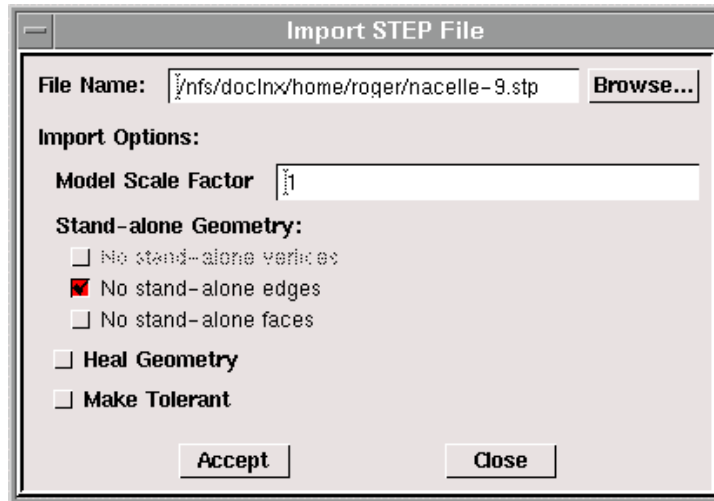 Import STEP File
File Name: /nfs/doclnx/home/roger/nacelle-9.stp Browse...
Import Options:
Model Scale Factor 1
Stand-alone Geometry:
No stand-alone vertices
No stand-alone edges
No stand-alone faces
Heal Geometry
Make Tolerant
Accept Close